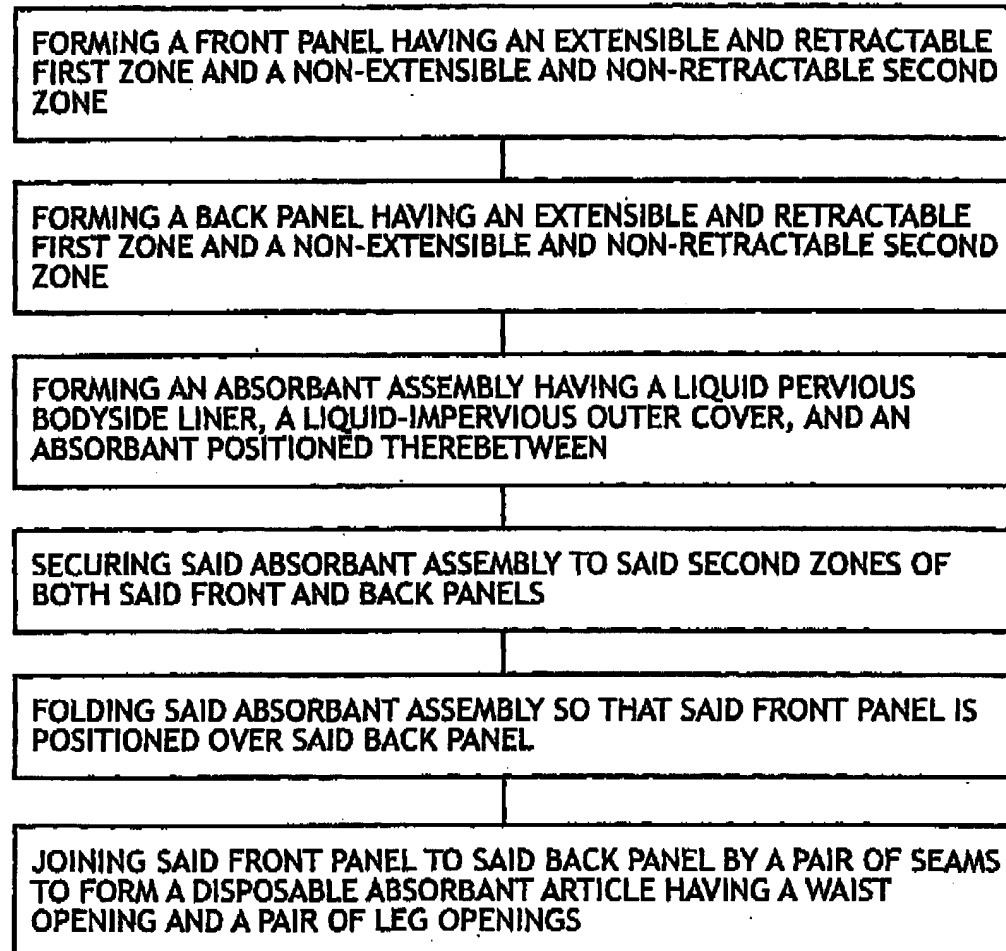 FORMING A FRONT PANEL HAVING AN EXTENSIBLE AND RETRACTABLE
FIRST ZONE AND A NON-EXTENSIBLE AND NON-RETRACTABLE SECOND
ZONE
FORMING A BACK PANEL HAVING AN EXTENSIBLE AND RETRACTABLE
FIRST ZONE AND A NON-EXTENSIBLE AND NON-RETRACTABLE SECOND
ZONE
FORMING AN ABSORBANT ASSEMBLY HAVING A LIQUID PERVIOUS
BODYSIDE LINER, A LIQUID-IMPERVIOUS OUTER COVER, AND AN
ABSORBANT POSITIONED THEREBETWEEN
SECURING SAID ABSORBANT ASSEMBLY TO SAID SECOND ZONES OF
BOTH SAID FRONT AND BACK PANELS
FOLDING SAID ABSORBANT ASSEMBLY SO THAT SAID FRONT PANEL IS
POSITIONED OVER SAID BACK PANEL
JOINING SAID FRONT PANEL TO SAID BACK PANEL BY A PAIR OF SEAMS
TO FORM A DISPOSABLE ABSORBANT ARTICLE HAVING A WAIST
OPENING AND A PAIR OF LEG OPENINGS